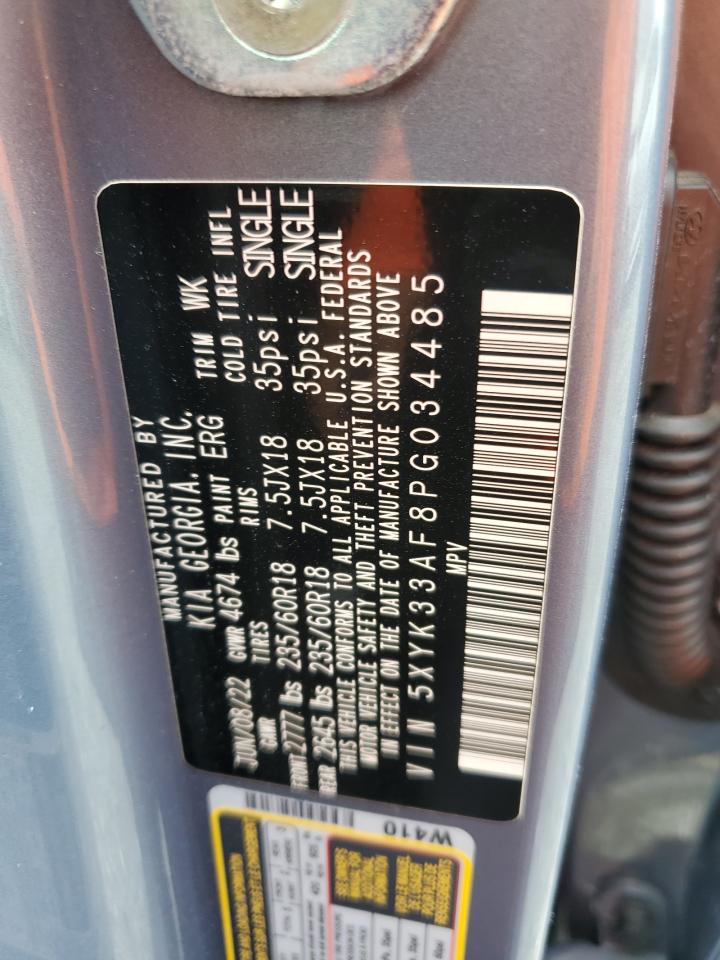 MANUFACTURED BY
KIA GEORGIA, INC.
JUN/08/22 GVWR 4674 lbs PAINT ERG TRIM WK
GAWR TIRES RIMS COLD TIRE INFL
FRONT 2777 lbs 235/60R18 7.5JX18 35psi SINGLE
REAR 2645 lbs 235/60R18 7.5JX18 35psi SINGLE
THIS VEHICLE CONFORMS TO ALL APPLICABLE U.S.A. FEDERAL
MOTOR VEHICLE SAFETY AND THEFT PREVENTION STANDARDS
IN EFFECT ON THE DATE OF MANUFACTURE SHOWN ABOVE
VIN 5XYK33AF8PG034485
MPV
W410